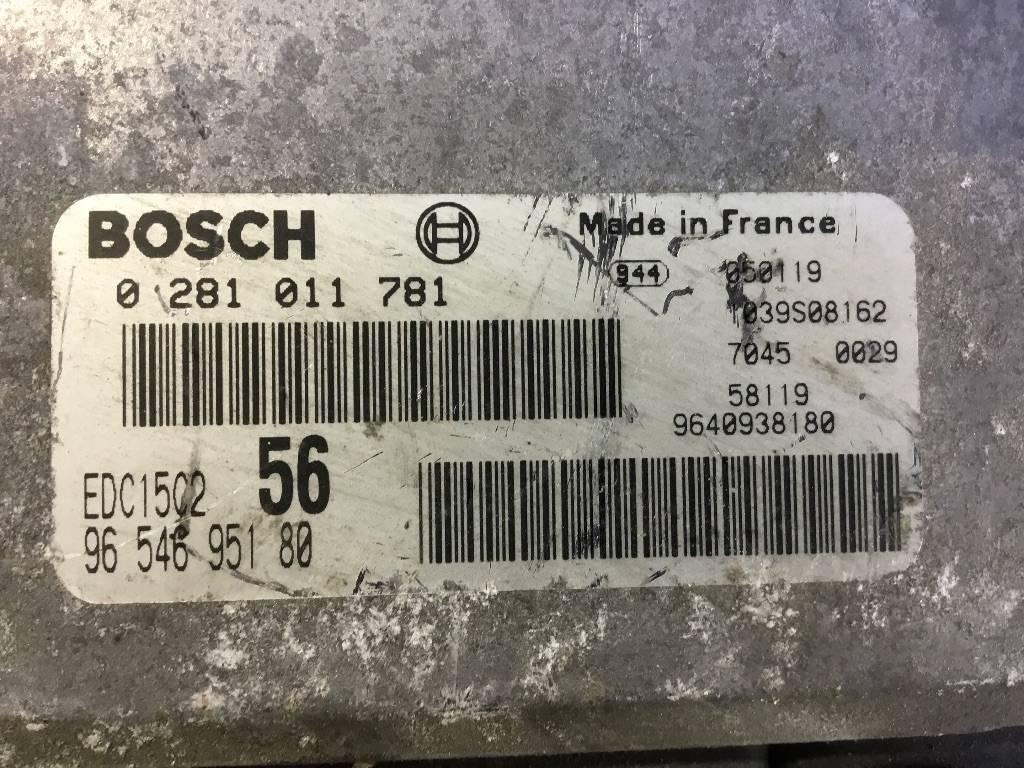 BOSCH
Made in France
0 281 011 781
944
050119
1039S08162
7045 0029
58119
9640938180
EDC15C2 56
96 546 951 80